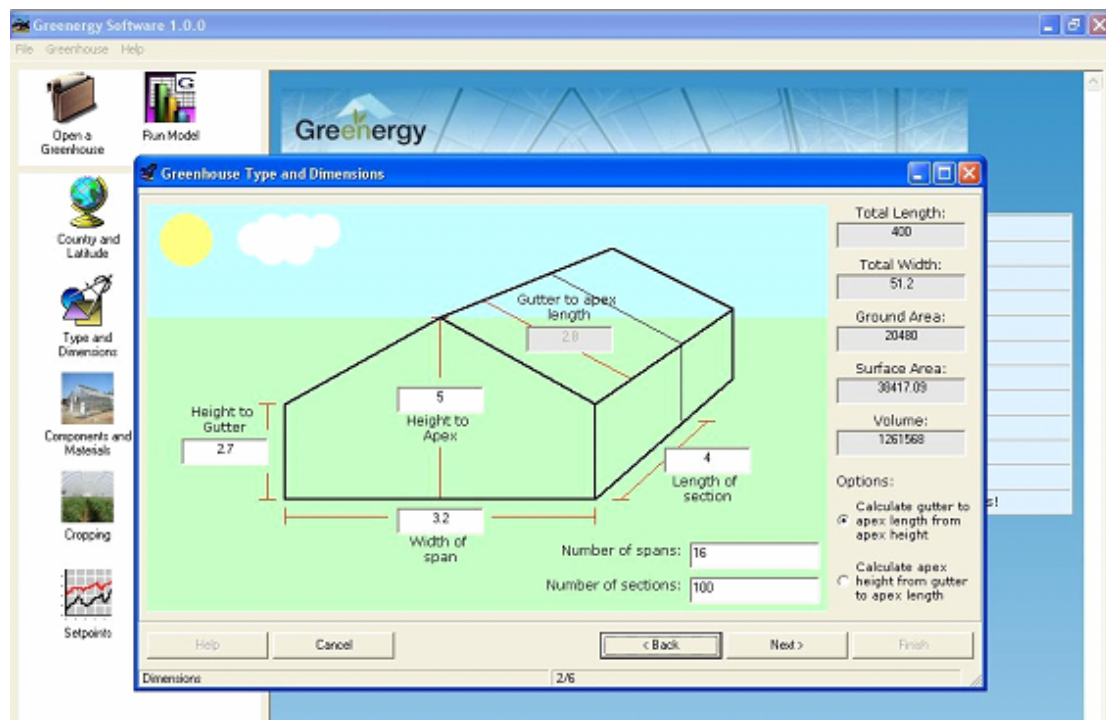 Greenergy Software 1.0.0
File Greenhouse Help
Open a
Greenhouse
Run Model
G
County and
Latitude
Type and
Dimensions
Components and
Materials
Cropping
Setpoints
Greenergy
Greenhouse Type and Dimensions
Gutter to apex
length
2.8
5
Height to
Apex
Height to
Gutter
2.7
4
Length of
section
3.2
Width of
span
Number of spans: 16
Number of sections: 100
Total Length:
400
Total Width:
51.2
Ground Area:
20480
Surface Area:
38417.09
Volume:
1261568
Options:
Calculate gutter to
apex length from
apex height
Calculate apex
height from gutter
to apex length
s!
Help Cancel < Back Next > Finish
Dimensions 2/6